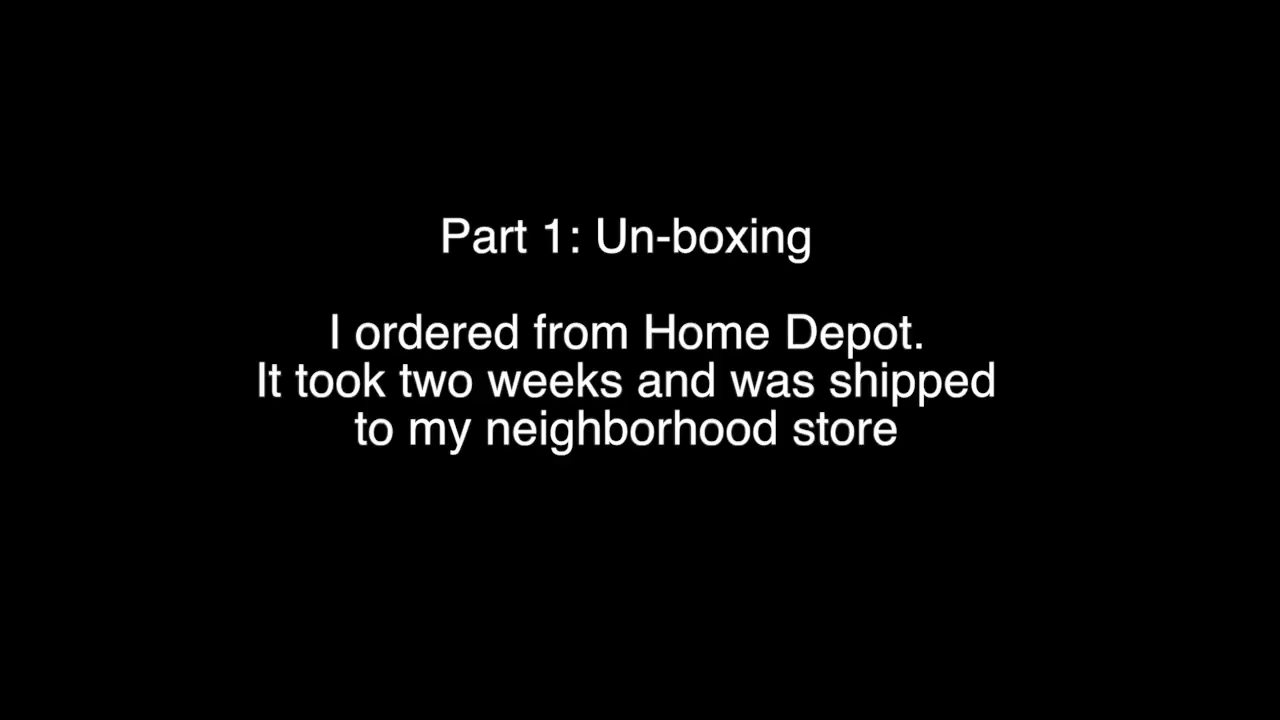 Part 1: Un-boxing
I ordered from Home Depot.
It took two weeks and was shipped
to my neighborhood store